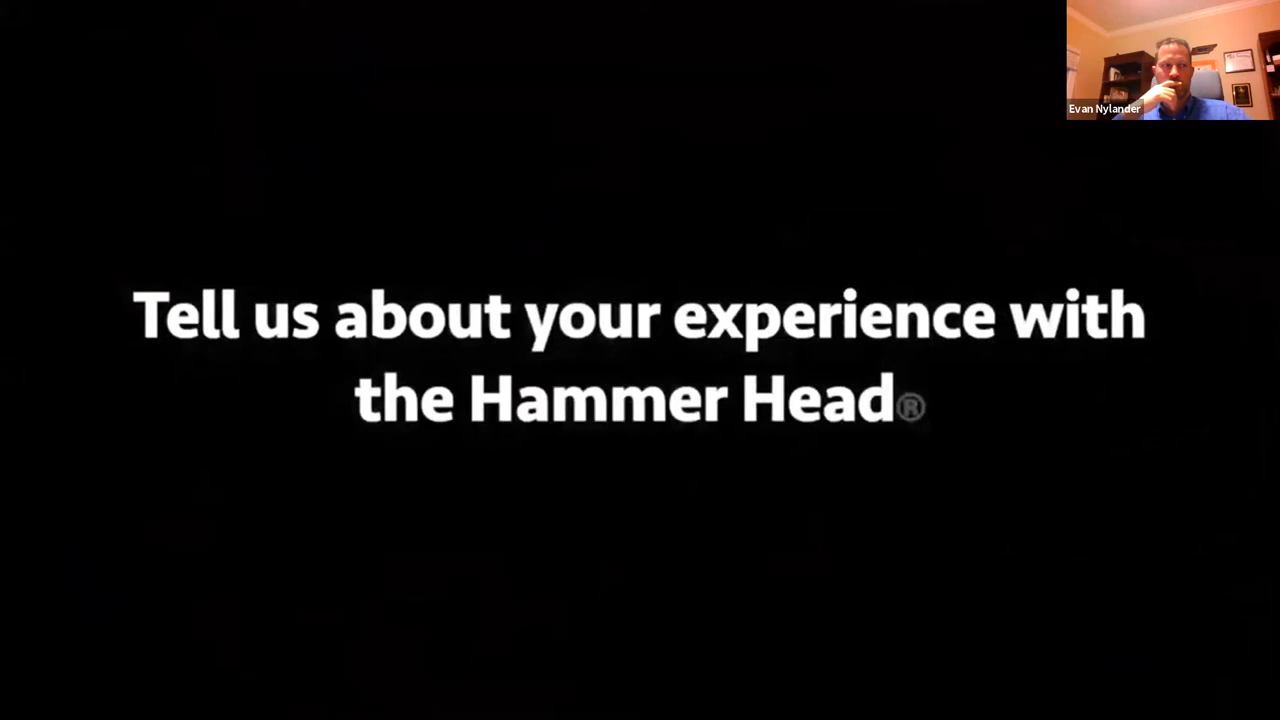 Evan Nylander
Tell us about your experience with
the Hammer Head®